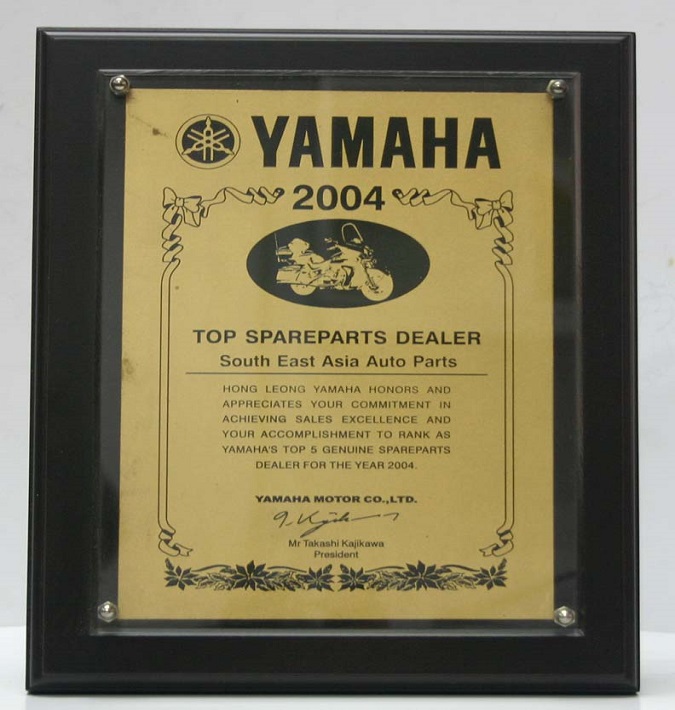 YAMAHA
2004
TOP SPAREPARTS DEALER
South East Asia Auto Parts
HONG LEONG YAMAHA HONORS AND
APPRECIATES YOUR COMMITMENT IN
ACHIEVING SALES EXCELLENCE AND
YOUR ACCOMPLISHMENT TO RANK AS
YAMAHA'S TOP 5 GENUINE SPAREPARTS
DEALER FOR THE YEAR 2004.
YAMAHA MOTOR CO.,LTD.
Mr Takashi Kajikawa
President